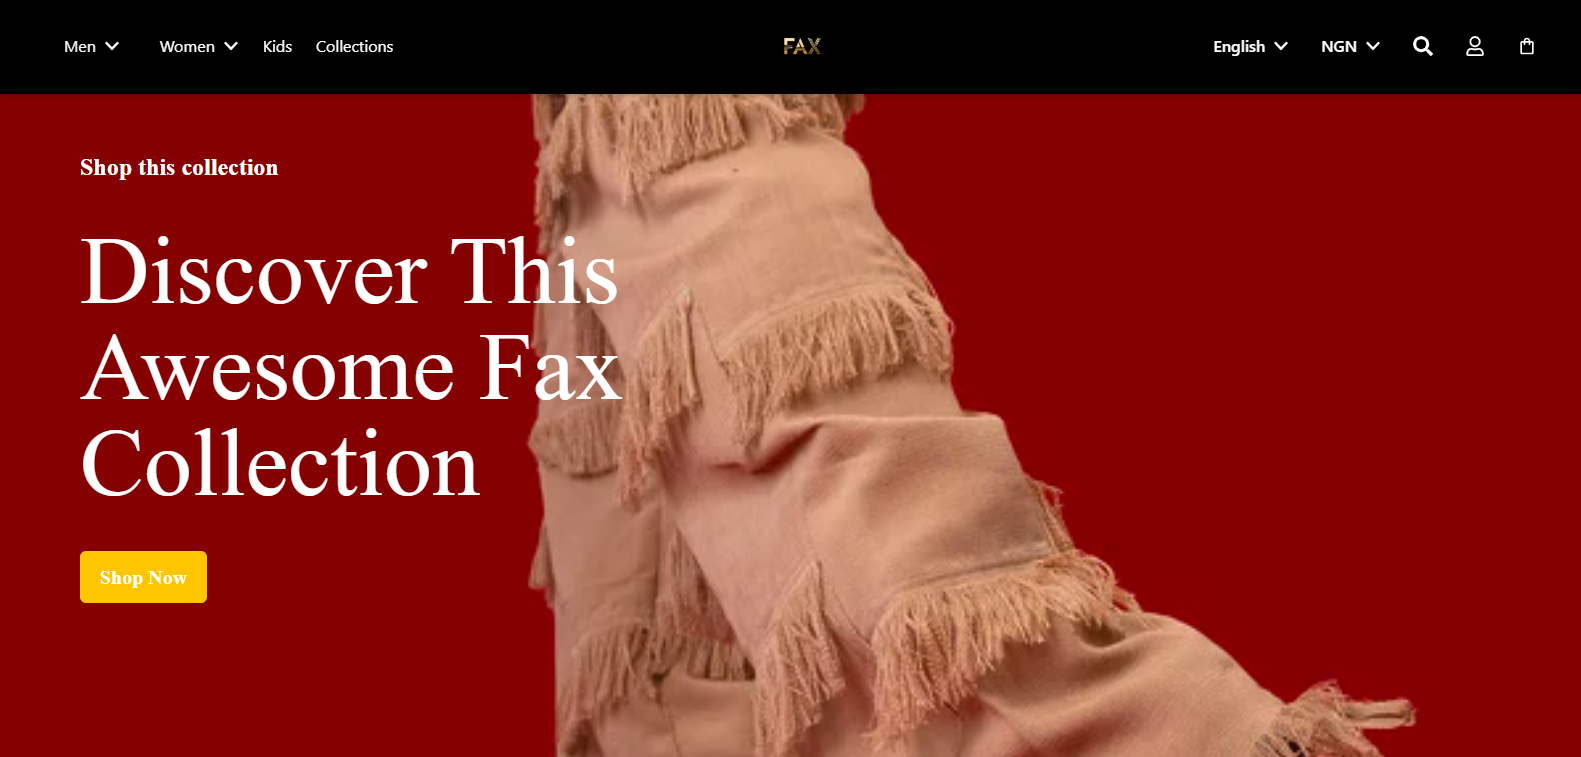 Men Women Kids Collections FAX English NGN
Shop this collection
Discover This
Awesome Fax
Collection
Shop Now